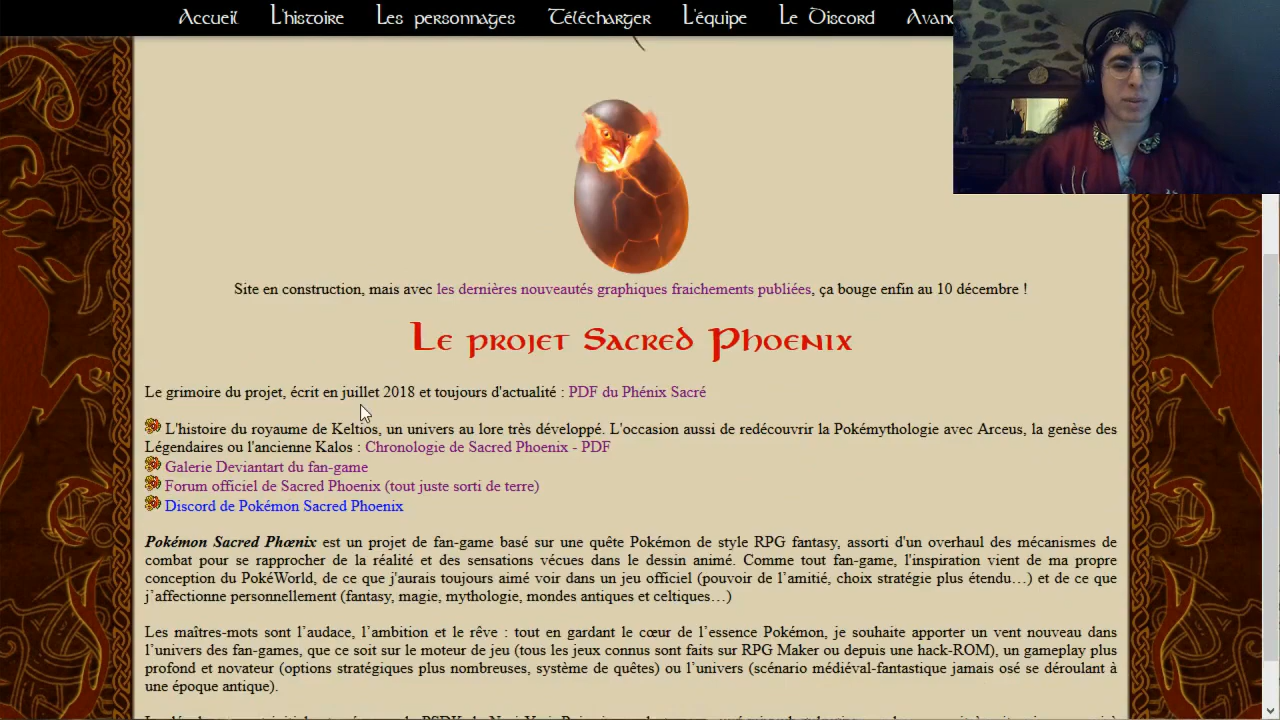 Accueil L'histoire Les personnages Télécharger L'équipe Le Discord
Site en construction, mais avec les dernières nouveautés graphiques fraichement publiées, ça bouge enfin au 10 décembre !
Le projet Sacred Phoenix
Le grimoire du projet, écrit en juillet 2018 et toujours d'actualité : PDF du Phénix Sacré
L'histoire du royaume de Keltios, un univers au lore très développé. L'occasion aussi de redécouvrir la Pokémythologie avec Arceus, la genèse des
Légendaires ou l'ancienne Kalos : Chronologie de Sacred Phoenix - PDF
Galerie Deviantart du fan-game
Forum officiel de Sacred Phoenix (tout juste sorti de terre)
Discord de Pokémon Sacred Phoenix
Pokémon Sacred Phœnix est un projet de fan-game basé sur une quête Pokémon de style RPG fantasy, assorti d'un overhaul des mécanismes de
combat pour se rapprocher de la réalité et des sensations vécues dans le dessin animé. Comme tout fan-game, l'inspiration vient de ma propre
conception du PokéWorld, de ce que j'aurais toujours aimé voir dans un jeu officiel (pouvoir de l'amitié, choix stratégie plus étendu…) et de ce que
j’affectionne personnellement (fantasy, magie, mythologie, mondes antiques et celtiques…)
Les maîtres-mots sont l’audace, l’ambition et le rêve : tout en gardant le cœur de l’essence Pokémon, je souhaite apporter un vent nouveau dans
l’univers des fan-games, que ce soit sur le moteur de jeu (tous les jeux connus sont faits sur RPG Maker ou depuis une hack-ROM), un gameplay plus
profond et novateur (options stratégiques plus nombreuses, système de quêtes) ou l’univers (scénario médiéval-fantastique jamais osé se déroulant à
une époque antique).